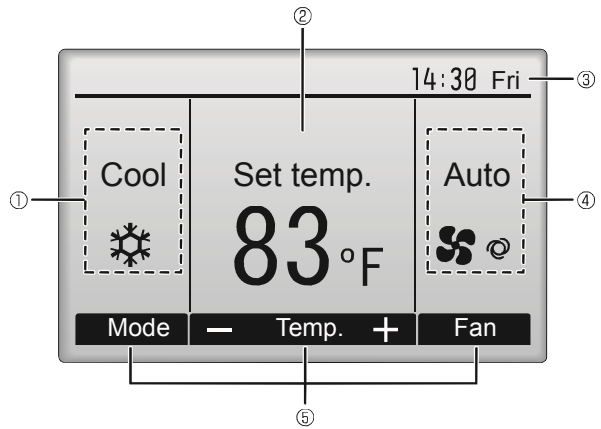 ②
14:30 Fri
③
①
Cool
Set temp.
Auto
④
83°F
Mode
— Temp. +
Fan
⑤